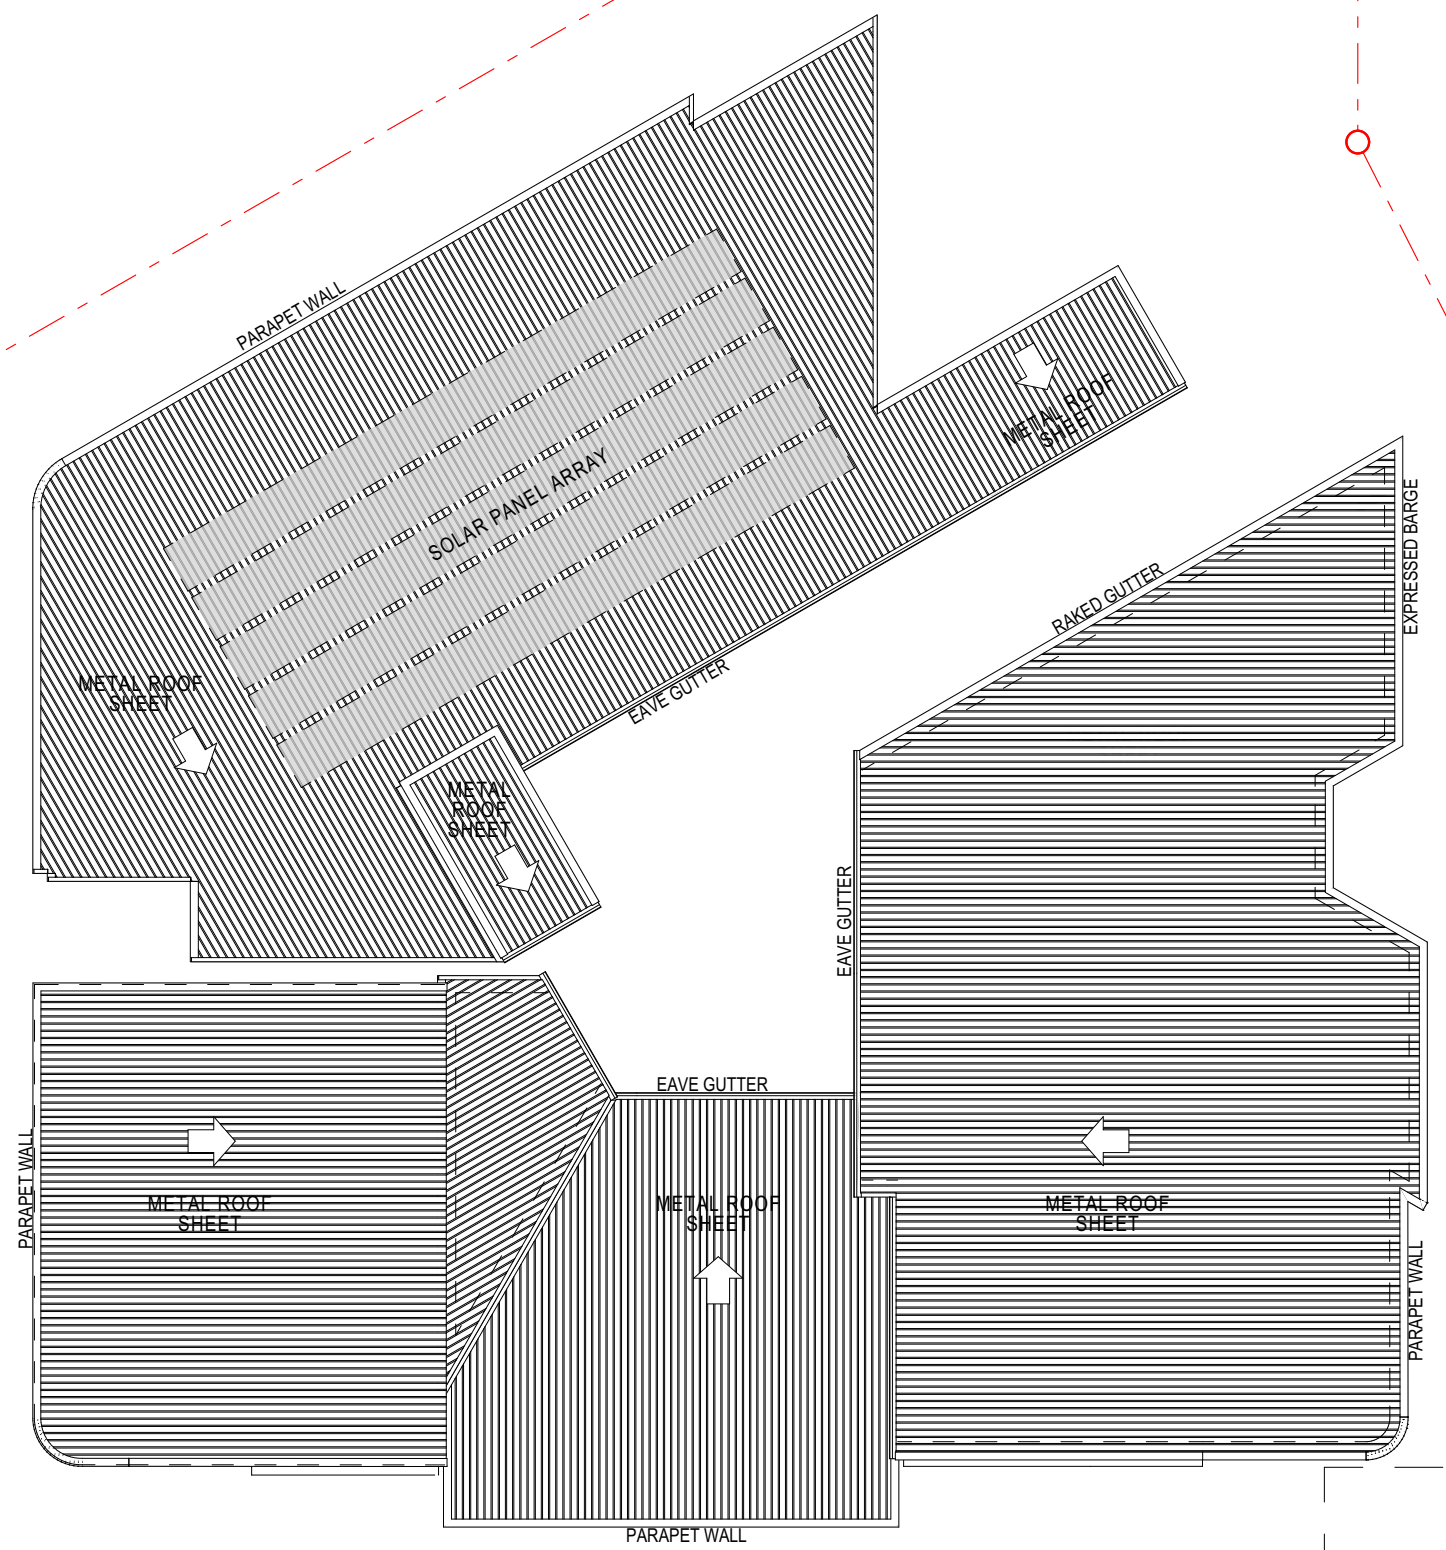 PARAPET WALL
METAL ROOF
SHEET
SOLAR PANEL ARRAY
EXPRESSED BARGE
RAKED GUTTER
EAVE GUTTER
METAL ROOF
SHEET
METAL
ROOF
SHEET
EAVE GUTTER
EAVE GUTTER
PARAPET WALL
METAL ROOF
SHEET
METAL ROOF
SHEET
METAL ROOF
SHEET
PARAPET WALL
PARAPET WALL